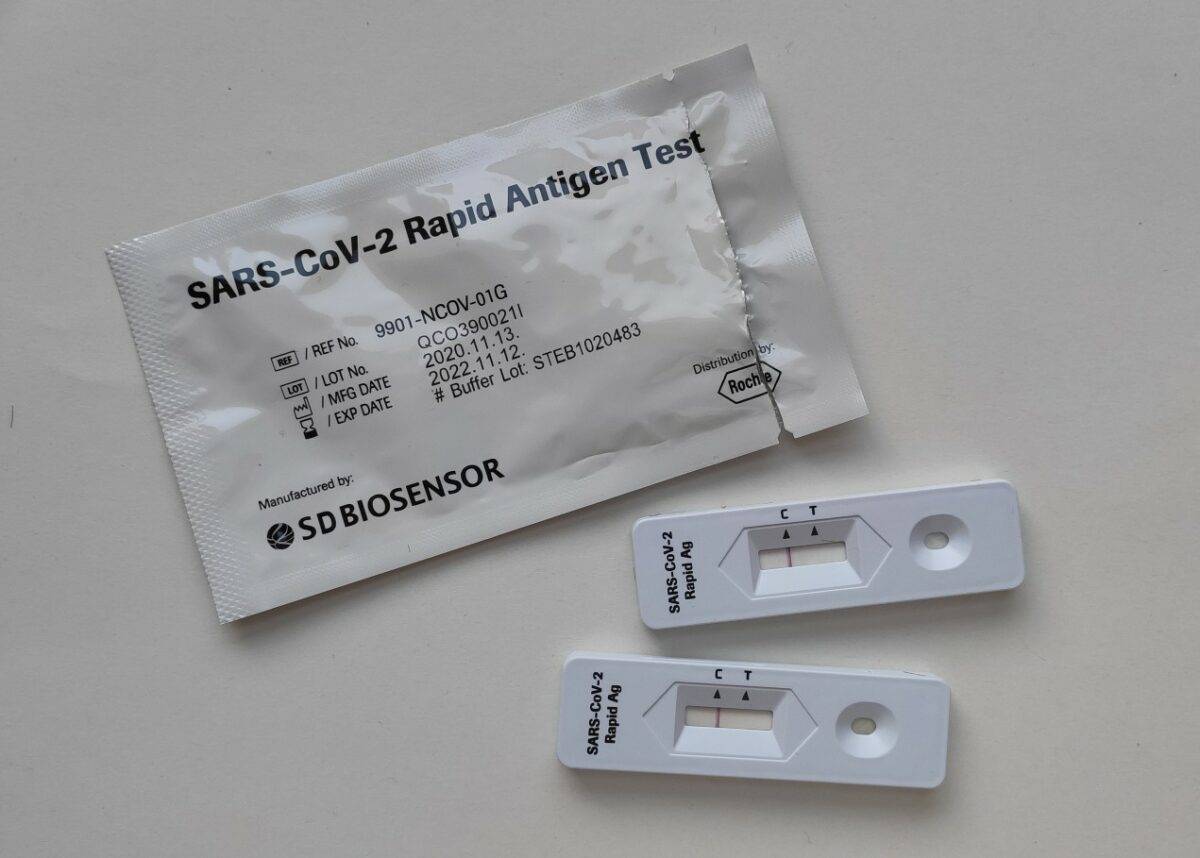 SARS-CoV-2 Rapid Antigen Test
REF / REF No. 9901-NCOV-01G
LOT / LOT No. QCO390021I
/ MFG DATE 2020.11.13.
/ EXP DATE 2022.11.12.
# Buffer Lot: STEB1020483
Distribution by:
Roche
Manufactured by:
SD BIOSENSOR
C T
SARS-CoV-2
Rapid Ag
C T
SARS-CoV-2
Rapid Ag